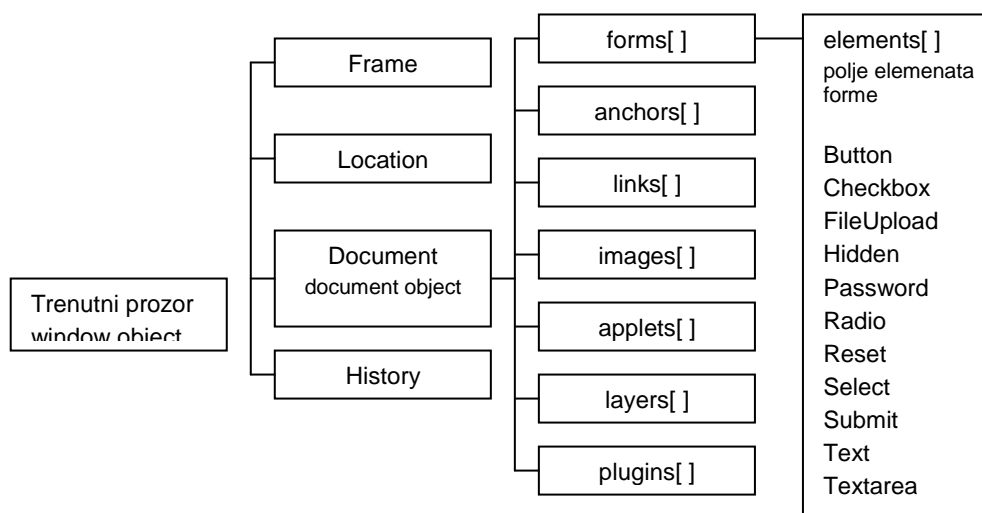 Trenutni prozor
window object
Frame
Location
Document
document object
History
forms[ ]
anchors[ ]
links[ ]
images[ ]
applets[ ]
layers[ ]
plugins[ ]
elements[ ]
polje elemenata
forme
Button
Checkbox
FileUpload
Hidden
Password
Radio
Reset
Select
Submit
Text
Textarea